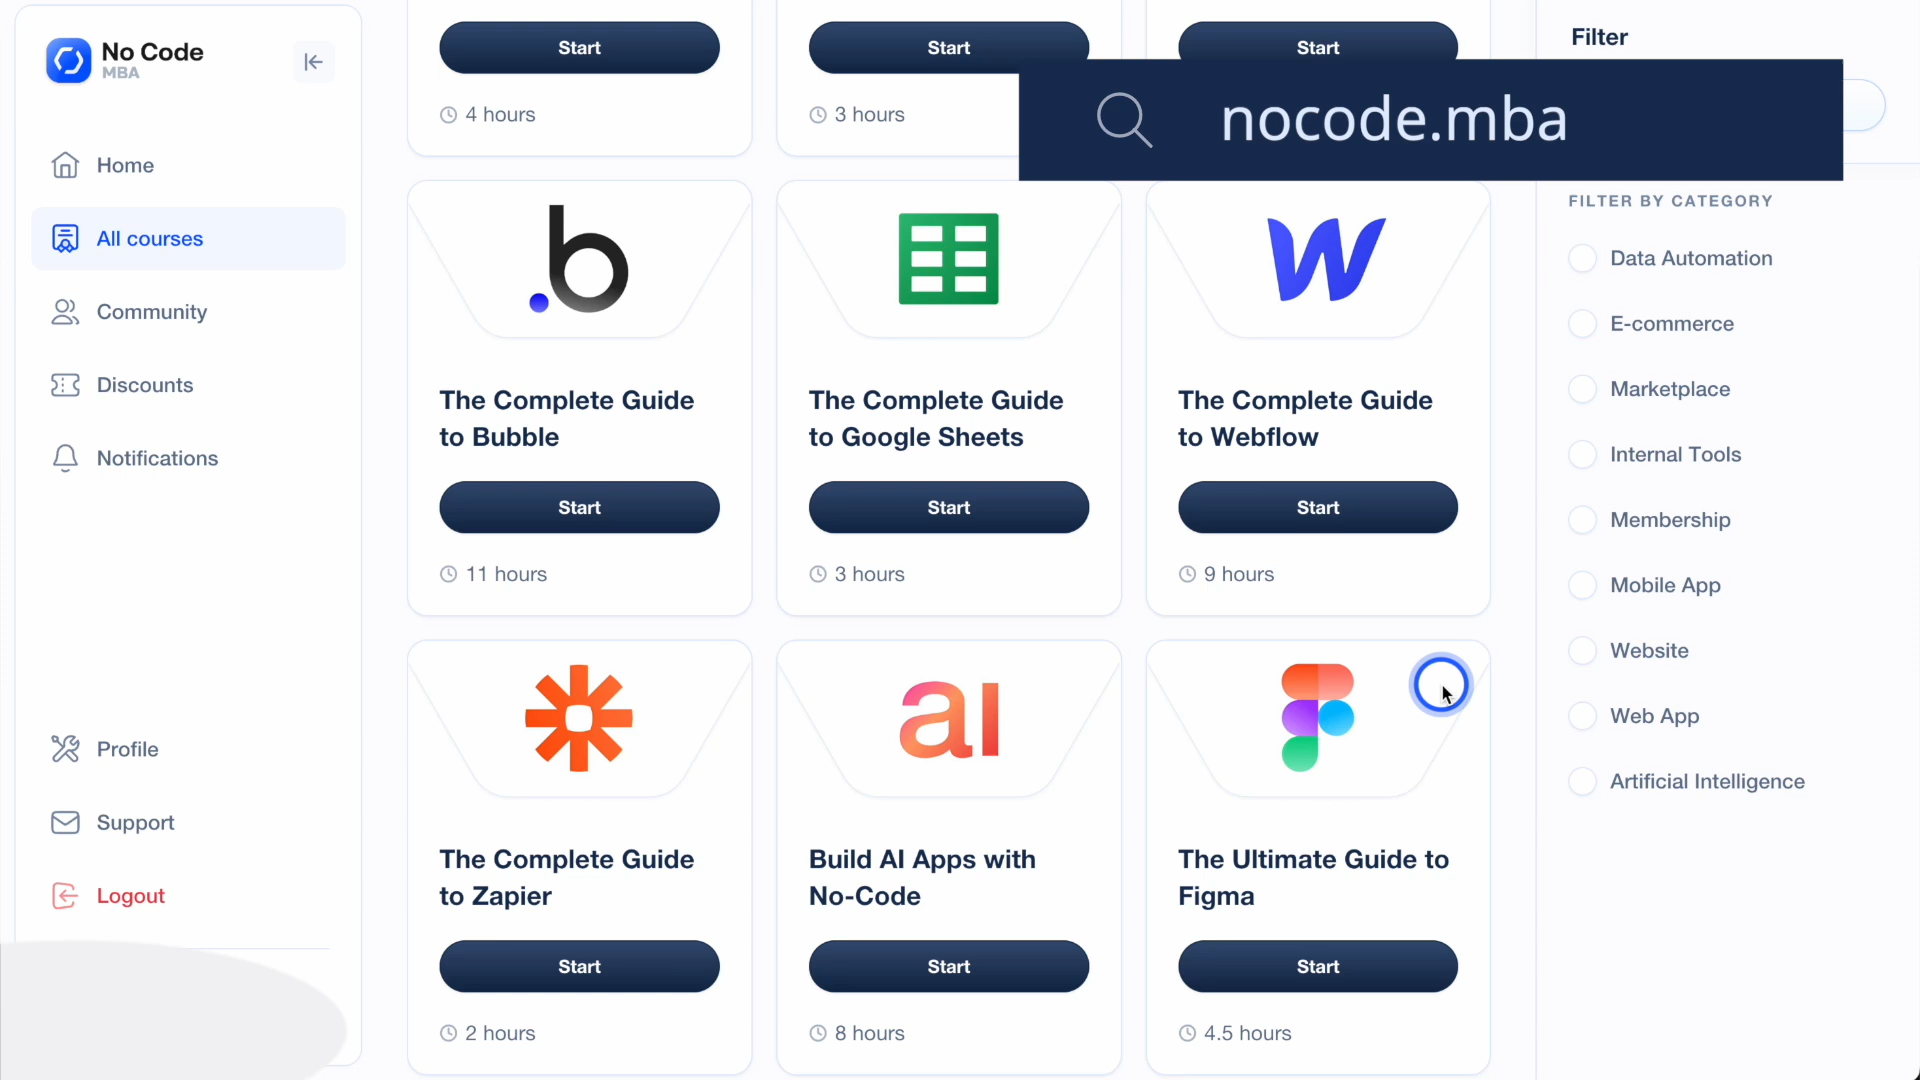 No Code
MBA
Home
All courses
Community
Discounts
Notifications
Profile
Support
Logout
Start
Start
Start
4 hours
3 hours
nocode.mba
The Complete Guide
to Bubble
Start
11 hours
The Complete Guide
to Google Sheets
Start
3 hours
The Complete Guide
to Webflow
Start
9 hours
The Complete Guide
to Zapier
Start
2 hours
ai
Build AI Apps with
No-Code
Start
8 hours
The Ultimate Guide to
Figma
Start
4.5 hours
Filter
FILTER BY CATEGORY
Data Automation
E-commerce
Marketplace
Internal Tools
Membership
Mobile App
Website
Web App
Artificial Intelligence